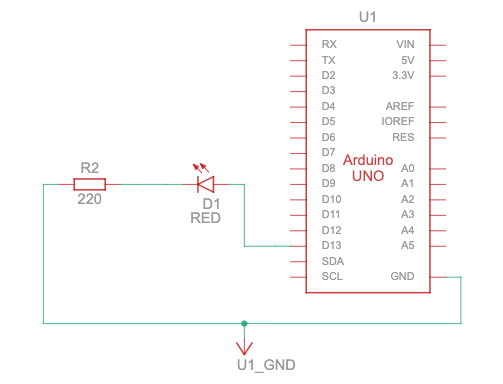 U1
RX VIN
TX 5V
D2 3.3V
D3
D4 AREF
D5 IOREF
D6 RES
D7
Arduino
UNO
D8 A0
D9 A1
D10 A2
D11 A3
D12 A4
D13 A5
SDA
SCL GND
R2
220
D1
RED
U1_GND